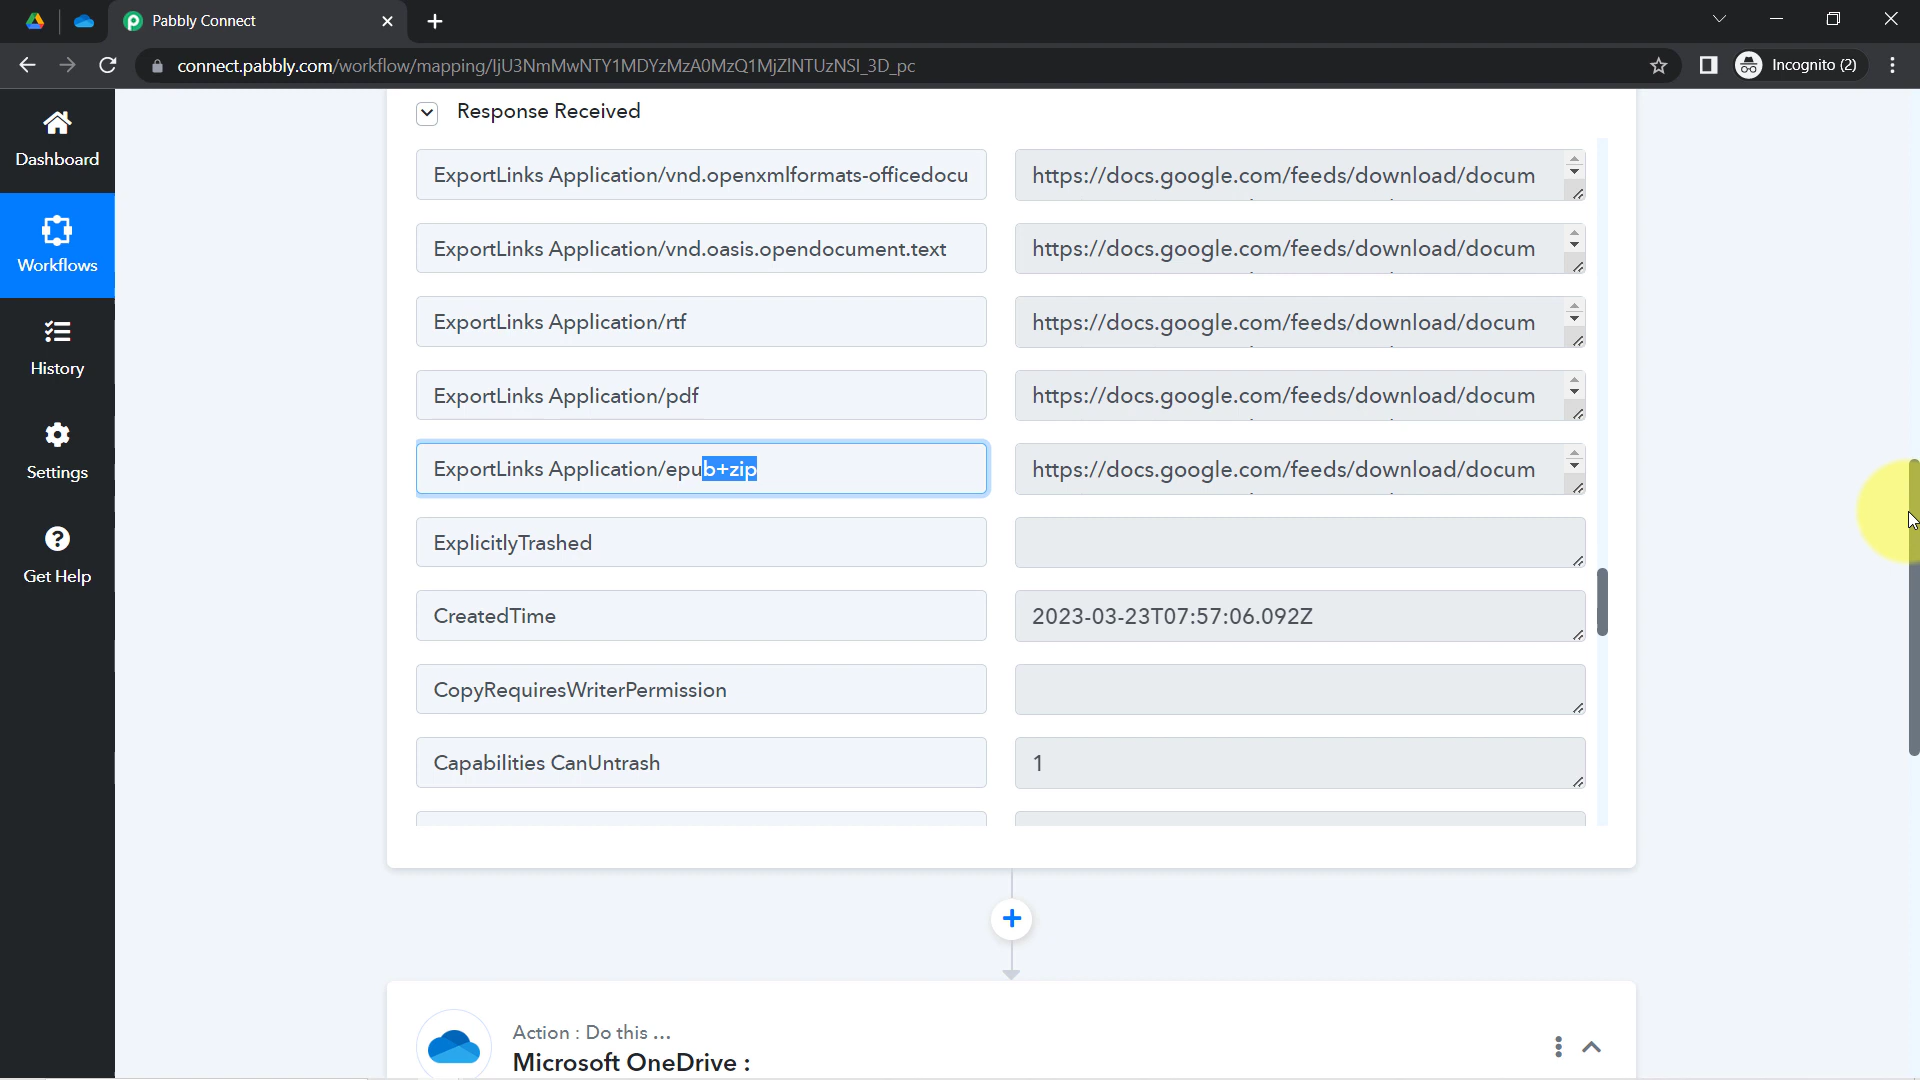 Pabbly Connect
connect.pabbly.com/workflow/mapping/IjU3NmMwNTY1MDYzMzA0MzQ1MjZlNTUzNSI_3D_pc
Incognito (2)
Dashboard
Workflows
History
Settings
Get Help
Response Received
ExportLinks Application/vnd.openxmlformats-officedocu https://docs.google.com/feeds/download/docum
ExportLinks Application/vnd.oasis.opendocument.text https://docs.google.com/feeds/download/docum
ExportLinks Application/rtf https://docs.google.com/feeds/download/docum
ExportLinks Application/pdf https://docs.google.com/feeds/download/docum
ExportLinks Application/epub+zip https://docs.google.com/feeds/download/docum
ExplicitlyTrashed
CreatedTime 2023-03-23T07:57:06.092Z
CopyRequiresWriterPermission
Capabilities CanUntrash 1
Action : Do this ...
Microsoft OneDrive :